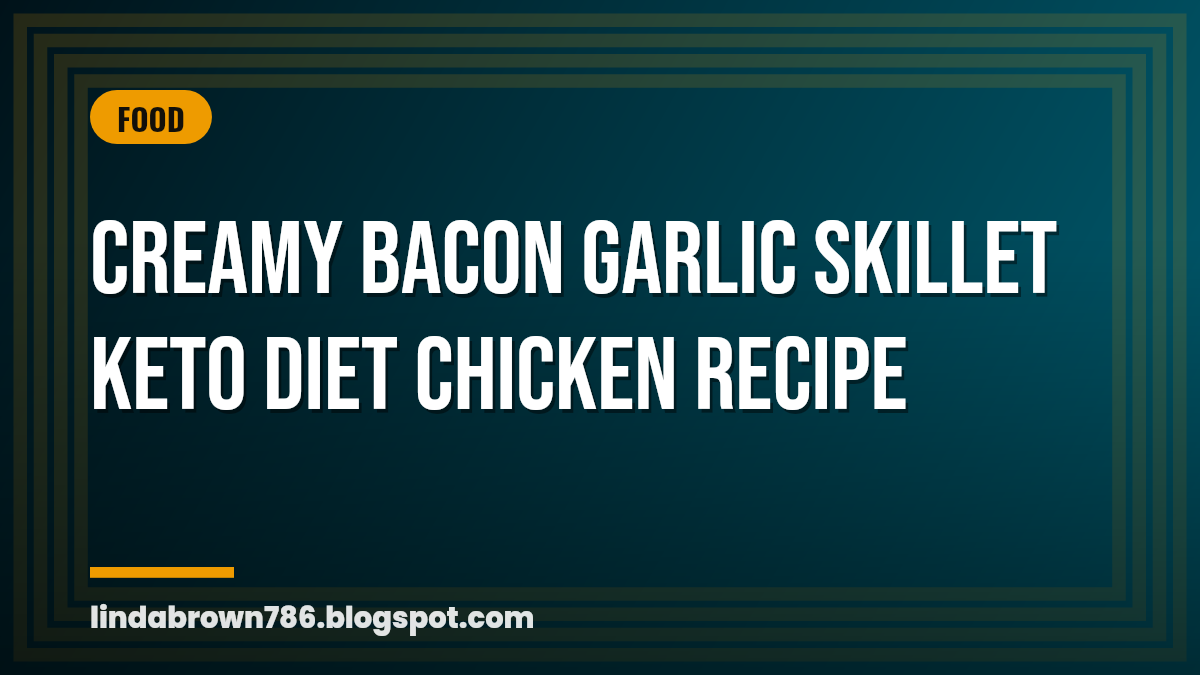 FOOD
CREAMY BACON GARLIC SKILLET
KETO DIET CHICKEN RECIPE
lindabrown786.blogspot.com